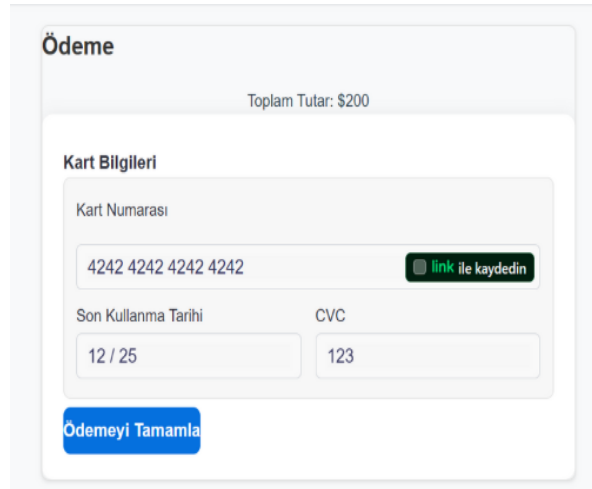 Ödeme
Toplam Tutar: $200
Kart Bilgileri
Kart Numarası
4242 4242 4242 4242 link ile kaydedin
Son Kullanma Tarihi CVC
12 / 25 123
Ödemeyi Tamamla